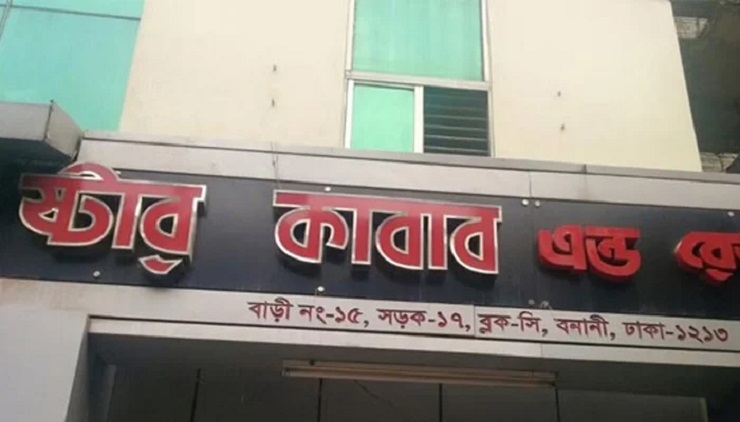 ষ্টার কাবাব এন্ড রে
বাড়ী নং-১৫, সড়ক-১৭, ব্লক-সি, বনানী, ঢাকা-১২১৩